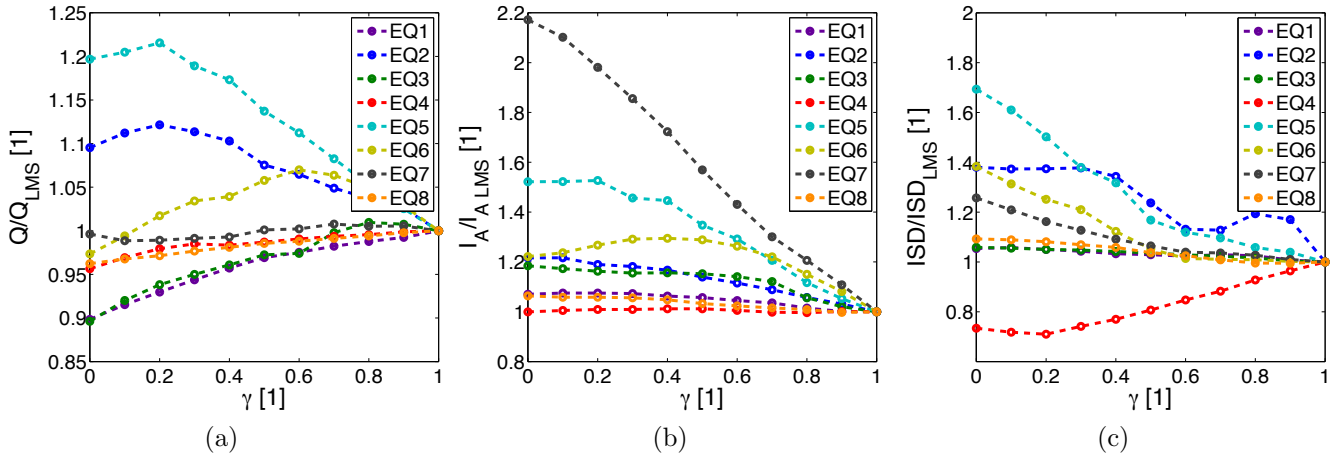 1.25
1.2
1.15
1.1
1.05
1
0.95
0.9
0.85
Q/Q_LMS [1]
0 0.2 0.4 0.6 0.8 1
γ [1]
EQ1
EQ2
EQ3
EQ4
EQ5
EQ6
EQ7
EQ8
(a)
2.2
2
1.8
1.6
1.4
1.2
1
0.8
I_A/I_A LMS [1]
0 0.2 0.4 0.6 0.8 1
γ [1]
EQ1
EQ2
EQ3
EQ4
EQ5
EQ6
EQ7
EQ8
(b)
2
1.8
1.6
1.4
1.2
1
0.8
ISD/ISD_LMS [1]
0 0.2 0.4 0.6 0.8 1
γ [1]
EQ1
EQ2
EQ3
EQ4
EQ5
EQ6
EQ7
EQ8
(c)